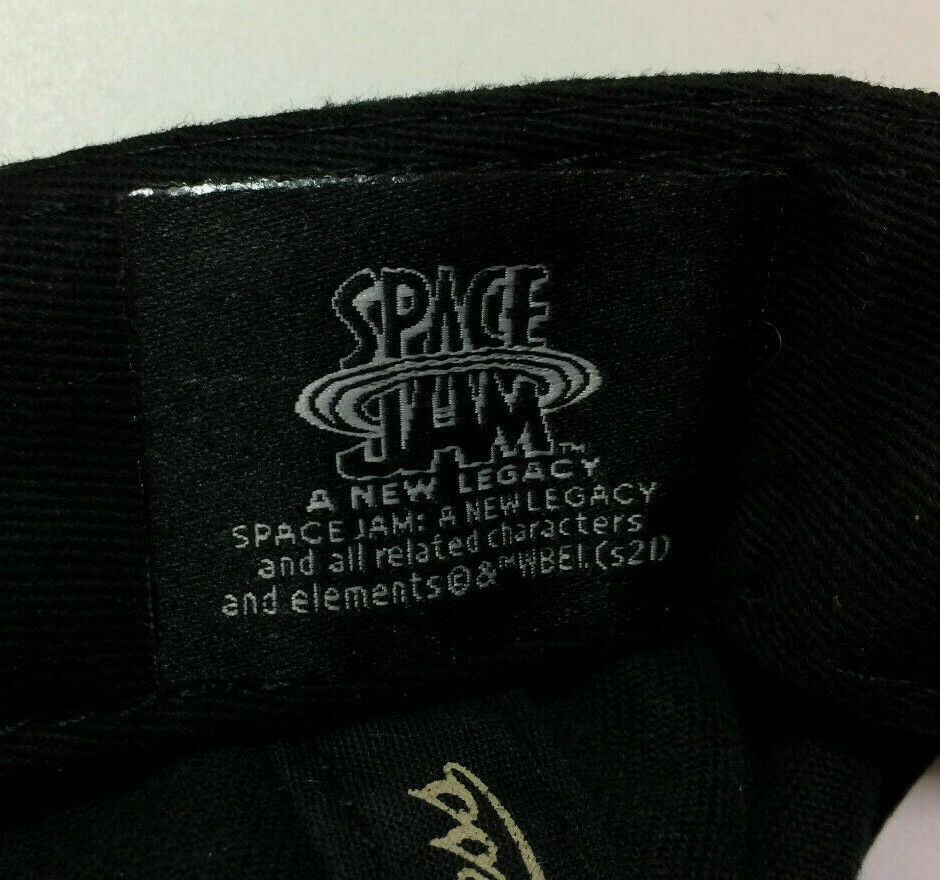 SPACE
JAM™
A NEW LEGACY
SPACE JAM: A NEW LEGACY
and all related characters
and elements © & ™ WBEI. (s21)